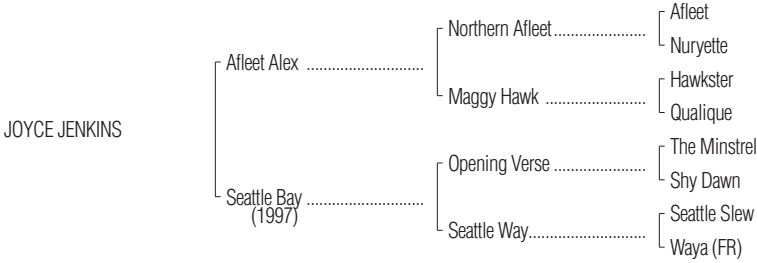 Afleet
Northern Afleet
Nuryette
Afleet Alex
Hawkster
Maggy Hawk
Qualique
JOYCE JENKINS
The Minstrel
Opening Verse
Shy Dawn
Seattle Bay
(1997)
Seattle Slew
Seattle Way
Waya (FR)